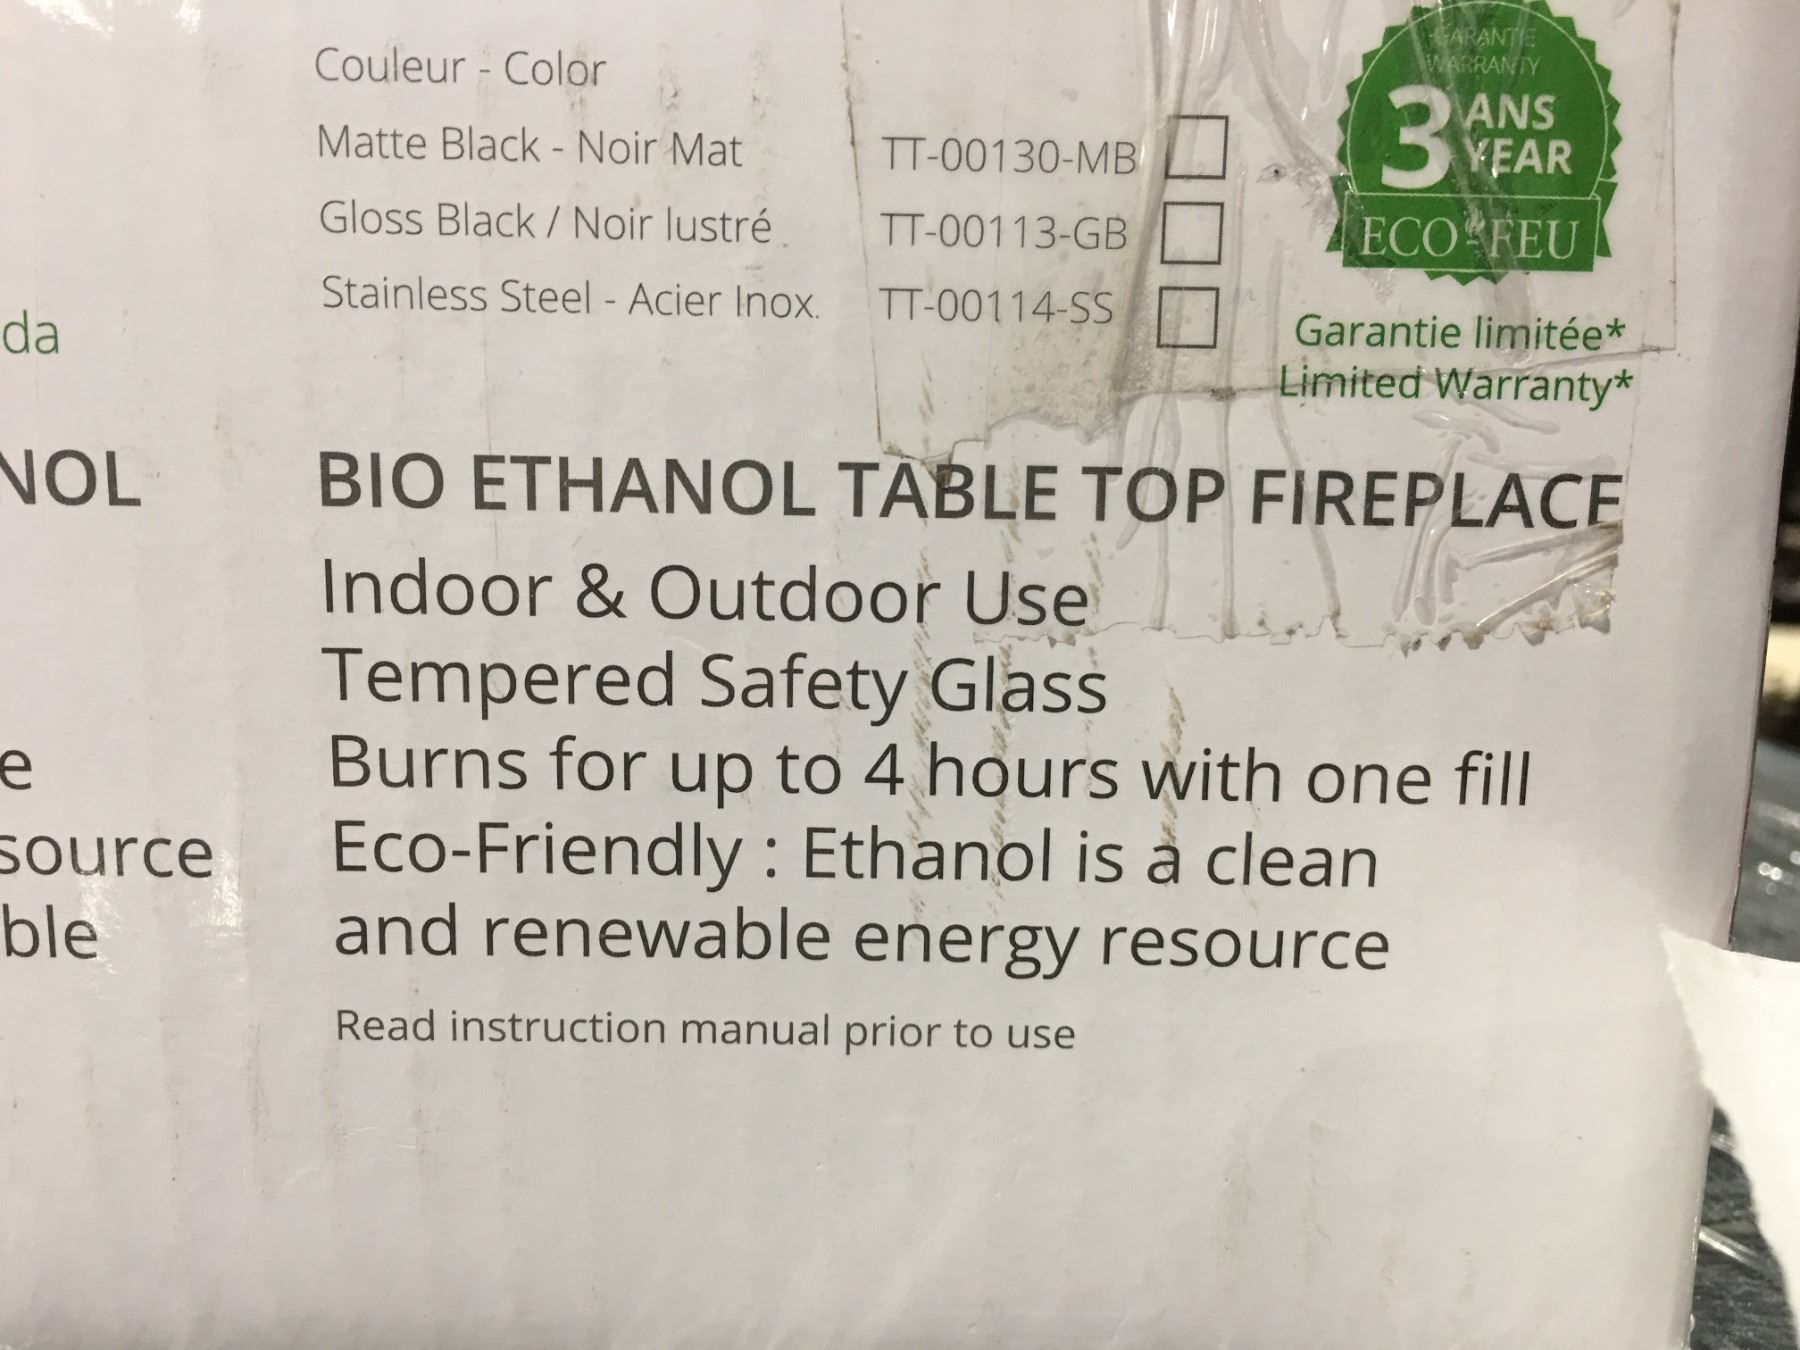 Couleur - Color
Matte Black - Noir Mat TT-00130-MB
Gloss Black / Noir lustré TT-00113-GB
Stainless Steel - Acier Inox. TT-00114-SS
GARANTIE
WARRANTY
3 ANS
YEAR
ECO FEU
Garantie limitée*
Limited Warranty*
da
NOL
e
source
ble
BIO ETHANOL TABLE TOP FIREPLACE
Indoor & Outdoor Use
Tempered Safety Glass
Burns for up to 4 hours with one fill
Eco-Friendly : Ethanol is a clean
and renewable energy resource
Read instruction manual prior to use